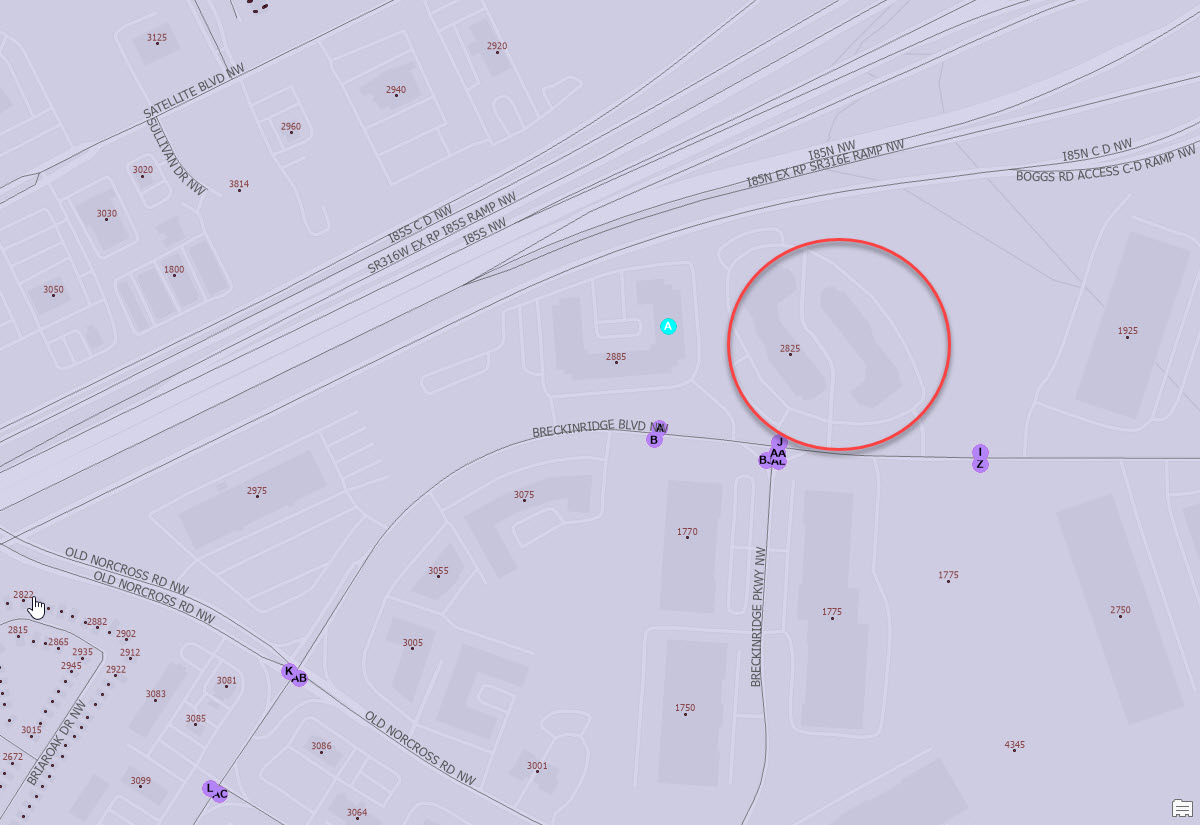 3125
2920
SATELLITE BLVD NW
2940
2960
SULLIVAN DR NW
I85N NW
I85N EX RP SR316E RAMP NW
I85N C D NW
BOGGS RD ACCESS C-D RAMP NW
3020
3814
3030
I85S C D NW
SR316W EX RP I85S RAMP NW
I85S NW
1800
3050
A
2885
2825
1925
BRECKINRIDGE BLVD NW
A
B
J
AA
I
Z
2975
3075
1770
OLD NORCROSS RD NW
OLD NORCROSS RD NW
3055
BRECKINRIDGE PKWY NW
1775
2822
2882
2815
2865
2902
1775
2750
2935
2912
3005
2945
2922
K
AB
3081
3083
3085
1750
3015
BRIAROAK DR NW
OLD NORCROSS RD NW
3086
4345
2672
3099
3001
L
AC
3064